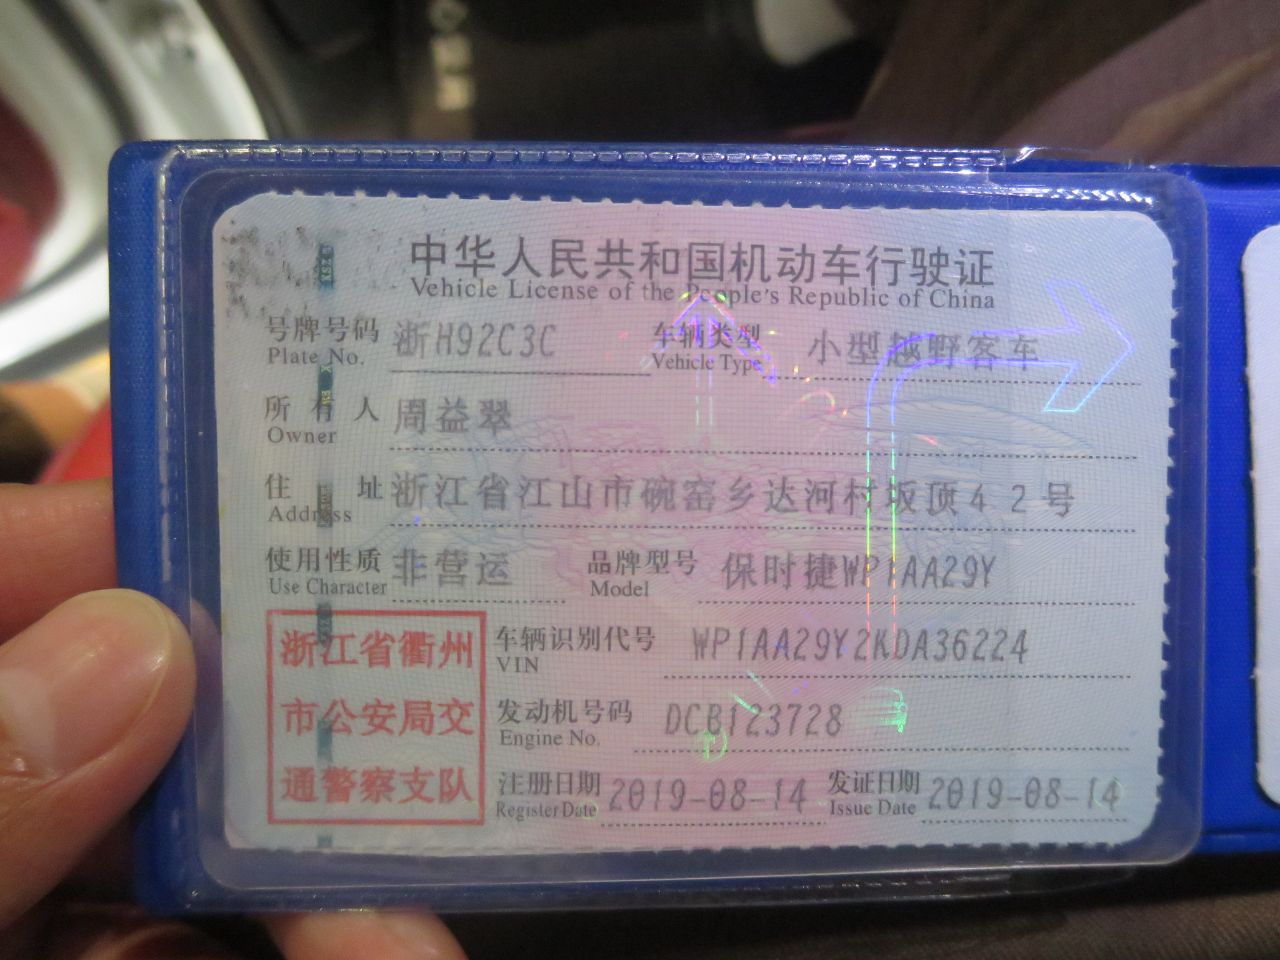 中华人民共和国机动车行驶证
Vehicle License of the People's Republic of China
号牌号码 浙H92C3C 车辆类型 小型越野客车
Plate No. Vehicle Type
所有人 周益翠
Owner
住址 浙江省江山市碗窑乡达河村坂顶42号
Address
使用性质 非营运 品牌型号 保时捷WP1AA29Y
Use Character Model
浙江省衢州
市公安局交
通警察支队
车辆识别代号 WP1AA29Y2KDA36224
VIN
发动机号码 DCB123728
Engine No.
注册日期 2019-08-14 发证日期 2019-08-14
Register Date Issue Date